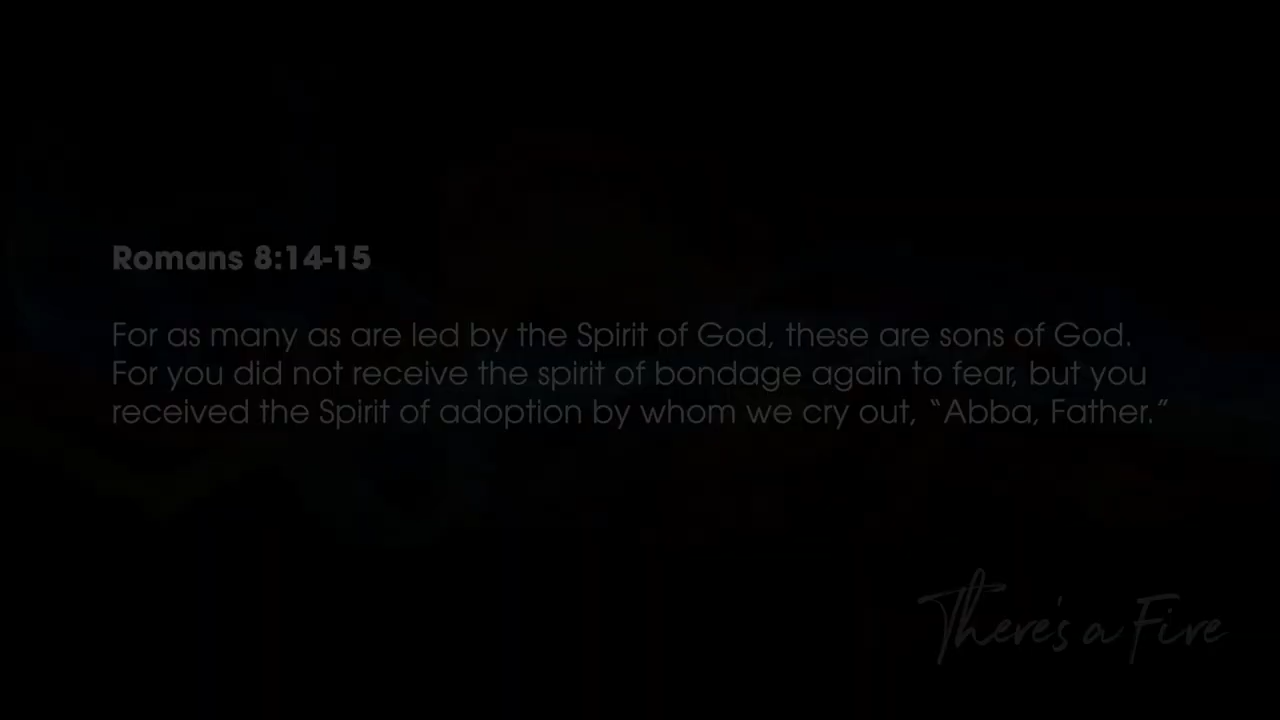 Romans 8:14-15
For as many as are led by the Spirit of God, these are sons of God.
For you did not receive the spirit of bondage again to fear, but you
received the Spirit of adoption by whom we cry out, “Abba, Father.”
There's a Fire